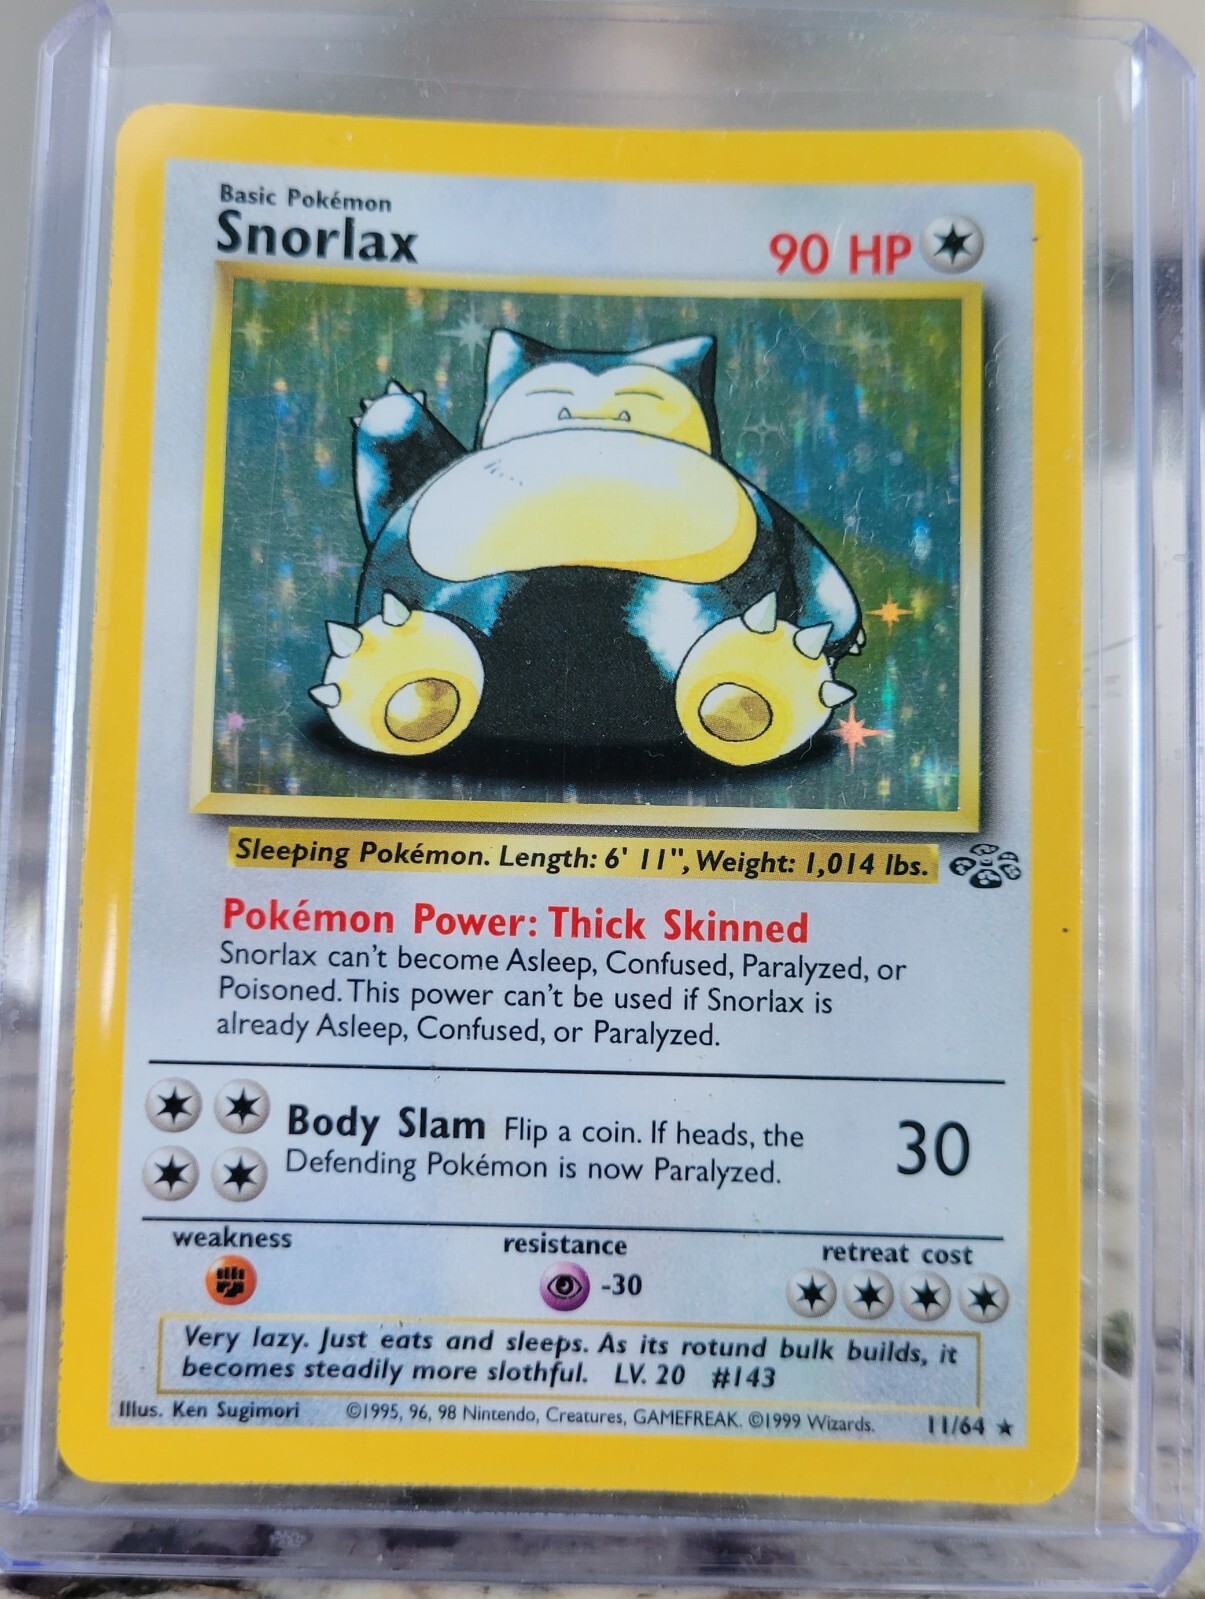 Basic Pokémon
Snorlax
90 HP
Sleeping Pokémon. Length: 6' 11", Weight: 1,014 lbs.
Pokémon Power: Thick Skinned
Snorlax can't become Asleep, Confused, Paralyzed, or
Poisoned. This power can't be used if Snorlax is
already Asleep, Confused, or Paralyzed.
Body Slam Flip a coin. If heads, the
Defending Pokémon is now Paralyzed.
30
weakness
resistance
-30
retreat cost
Very lazy. Just eats and sleeps. As its rotund bulk builds, it
becomes steadily more slothful. LV. 20 #143
Illus. Ken Sugimori ©1995, 96, 98 Nintendo, Creatures, GAMEFREAK. ©1999 Wizards. 11/64 ★